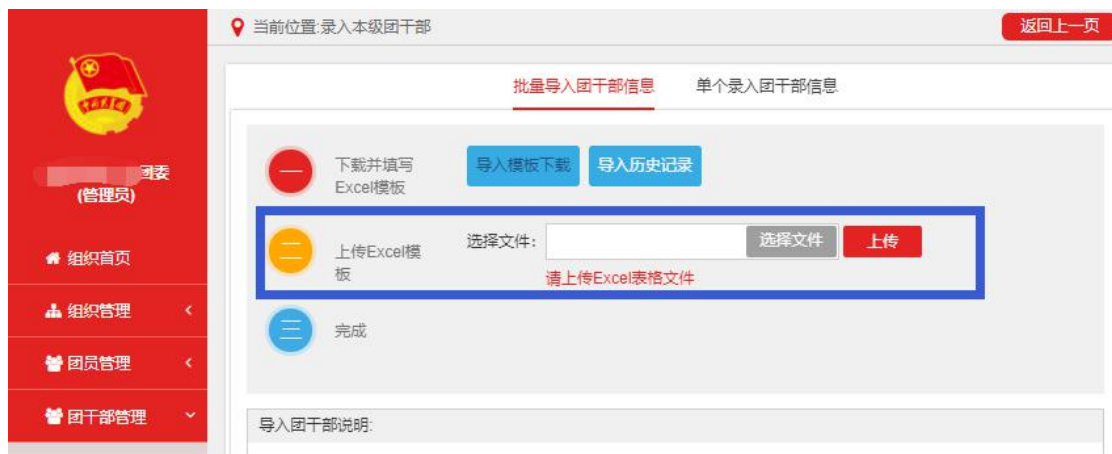 当前位置:录入本级团干部
返回上一页
批量导入团干部信息
单个录入团干部信息
团委
(管理员)
组织首页
组织管理
团员管理
团干部管理
一
下载并填写
Excel模板
导入模板下载
导入历史记录
二
上传Excel模
板
选择文件:
选择文件
上传
请上传Excel表格文件
三
完成
导入团干部说明: